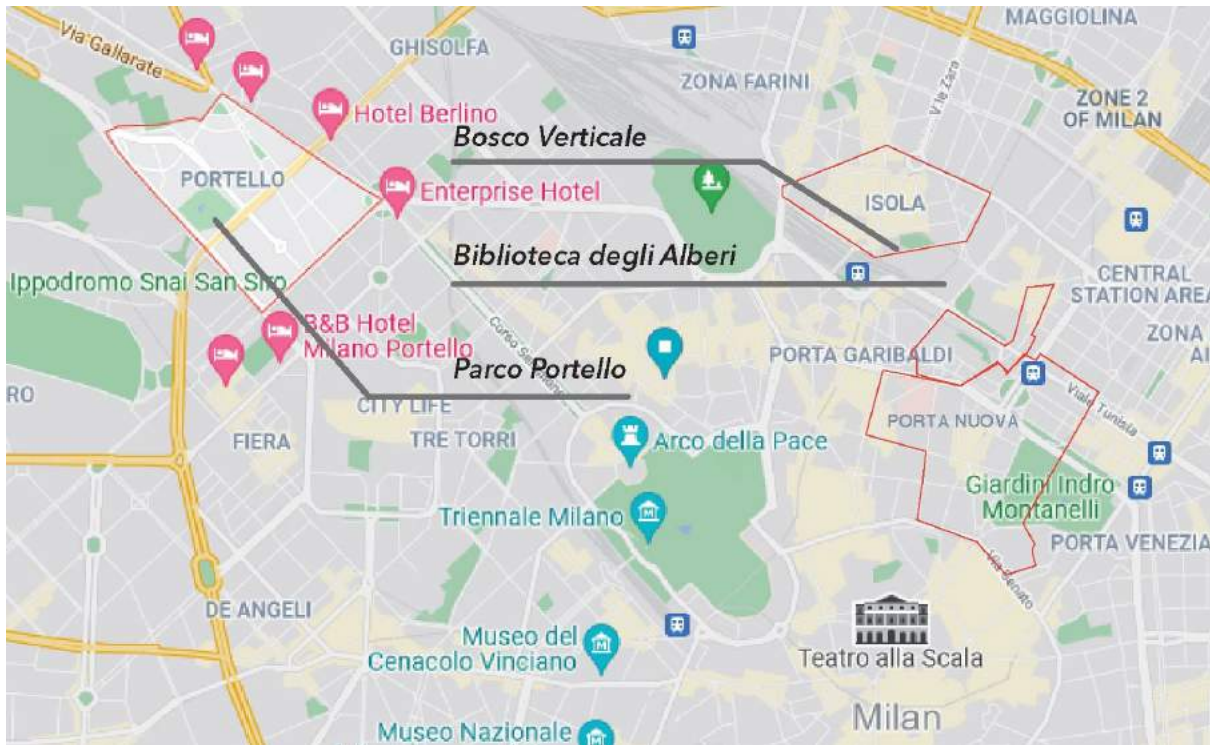 MAGGIOLINA
Via Gallarate
GHISOLFA
ZONA FARINI
V.le Zara
ZONE 2
OF MILAN
Hotel Berlino
Bosco Verticale
PORTELLO
Enterprise Hotel
ISOLA
Biblioteca degli Alberi
Ippodromo Snai San Siro
CENTRAL
STATION AREA
B&B Hotel
Milano Portello
Corso Sempione
PORTA GARIBALDI
ZONA
Parco Portello
RO
CITY LIFE
Viale Tunisia
FIERA
TRE TORRI
Arco della Pace
PORTA NUOVA
Giardini Indro
Montanelli
Triennale Milano
PORTA VENEZIA
Via Senato
DE ANGELI
Museo del
Cenacolo Vinciano
Teatro alla Scala
Milan
Museo Nazionale